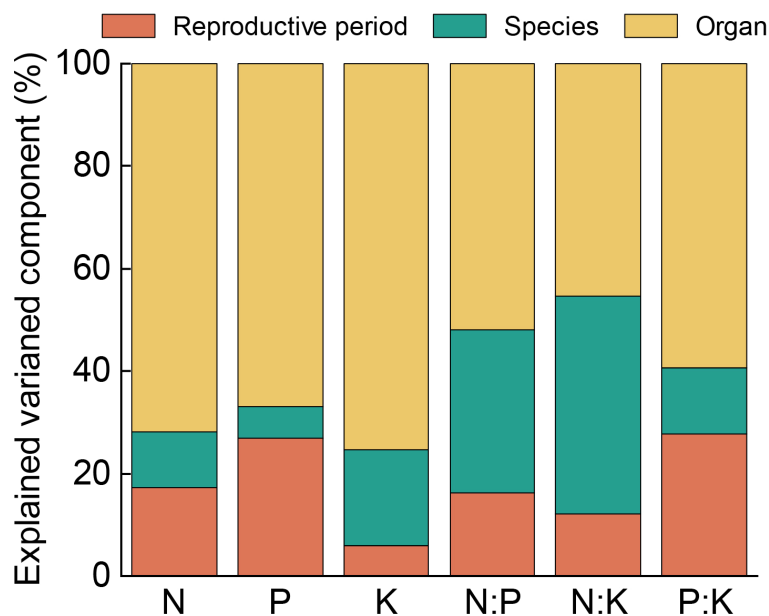 Reproductive period Species Organ
Explained varianed component (%)
100
80
60
40
20
0
N P K N:P N:K P:K